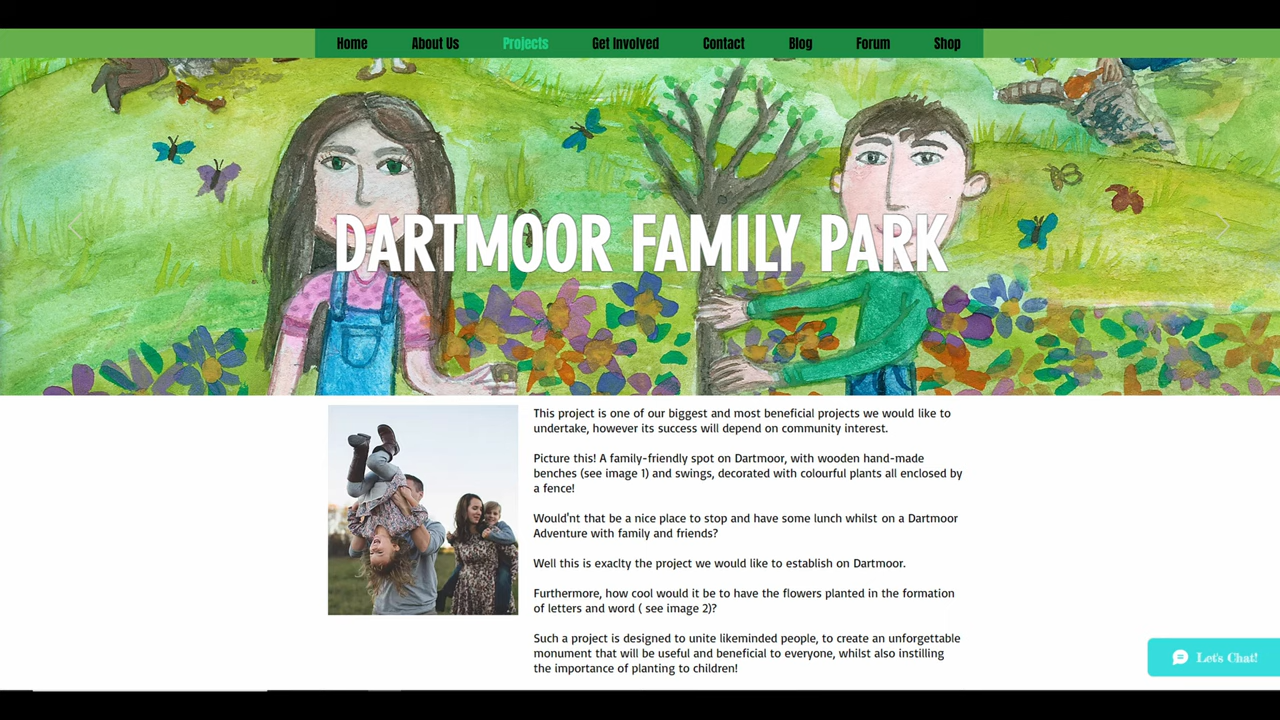 Home About Us Projects Get Involved Contact Blog Forum Shop
DARTMOOR FAMILY PARK
This project is one of our biggest and most beneficial projects we would like to
undertake, however its success will depend on community interest.
Picture this! A family-friendly spot on Dartmoor, with wooden hand-made
benches (see image 1) and swings, decorated with colourful plants all enclosed by
a fence!
Would'nt that be a nice place to stop and have some lunch whilst on a Dartmoor
Adventure with family and friends?
Well this is exaclty the project we would like to establish on Dartmoor.
Furthermore, how cool would it be to have the flowers planted in the formation
of letters and word ( see image 2)?
Such a project is designed to unite likeminded people, to create an unforgettable
monument that will be useful and beneficial to everyone, whilst also instilling
the importance of planting to children!
Let's Chat!